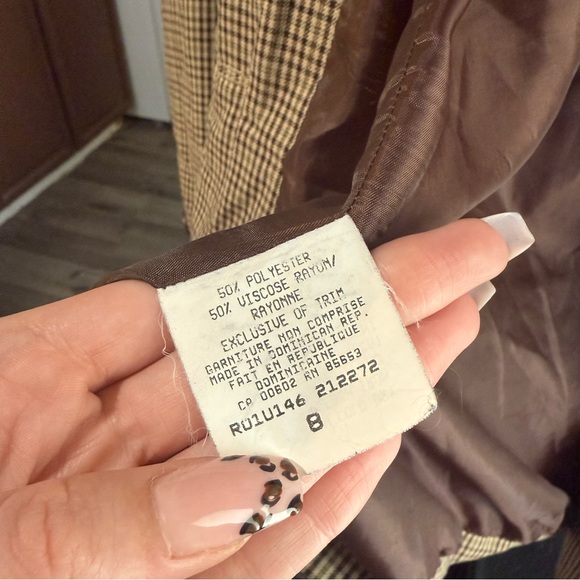 50% POLYESTER
50% VISCOSE RAYON/
RAYONNE
EXCLUSIVE OF TRIM
GARNITURE NON COMPRISE
MADE IN DOMINICAN REP.
FAIT EN REPUBLIQUE
DOMINICAINE
CA 00602 RN 85653
R01U146 212272
8